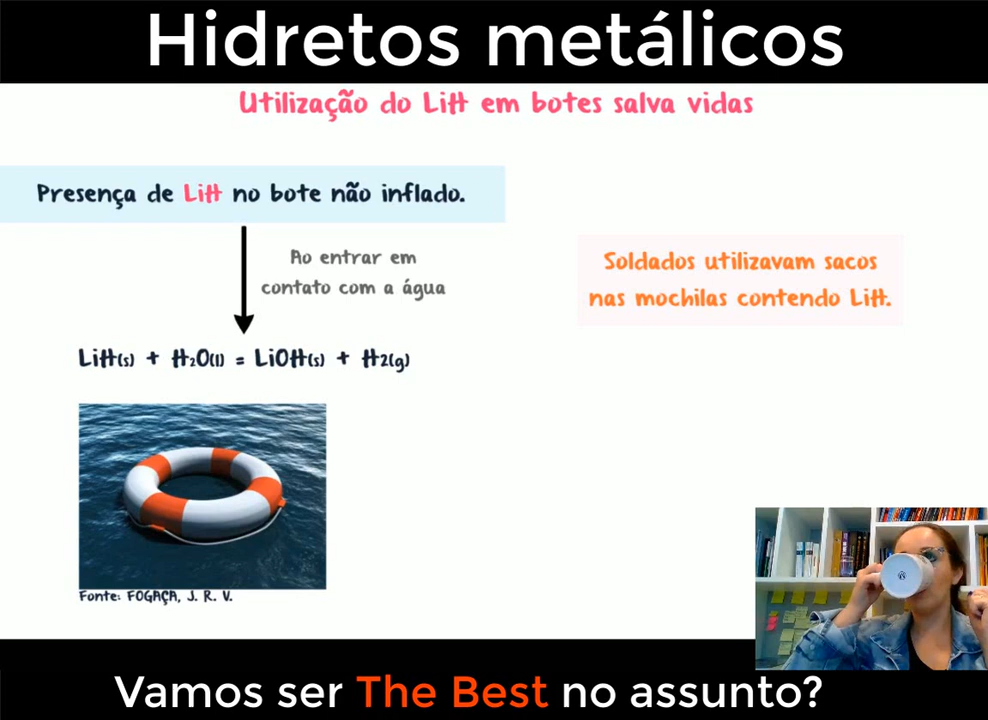 Hidretos metálicos
Utilização do LiH em botes salva vidas
Presença de LiH no bote não inflado.
Ao entrar em
contato com a água
Soldados utilizavam sacos
nas mochilas contendo LiH.
LiH(s) + H₂O(l) = LiOH(s) + H2(g)
Fonte: FOGAÇA, J. R. V.
Vamos ser The Best no assunto?